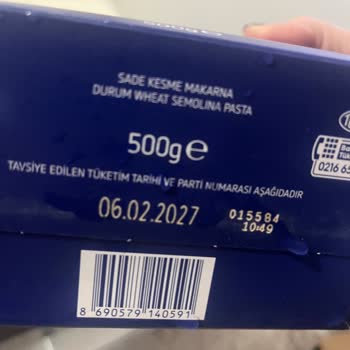 SADE KESME MAKARNA
DURUM WHEAT SEMOLINA PASTA
500g e
TAVSİYE EDİLEN TÜKETİM TARİHİ VE PARTİ NUMARASI AŞAĞIDADIR
06.02.2027
015584
10:49
0216
8 690579 140591